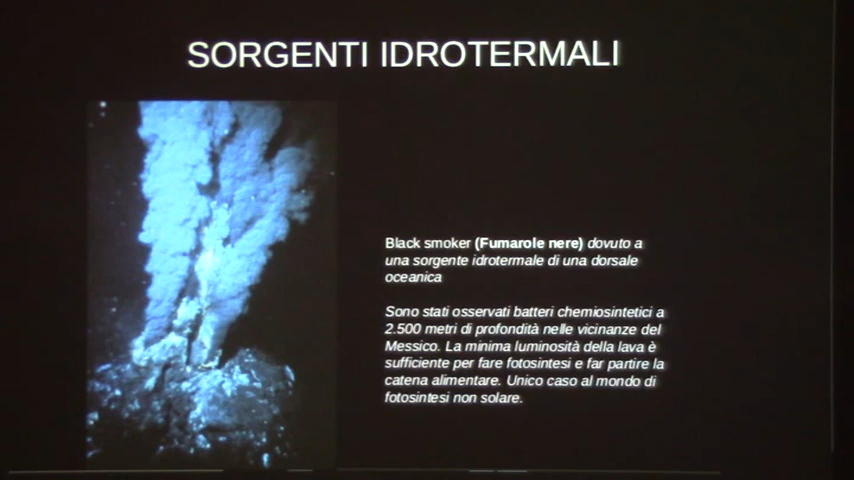 SORGENTI IDROTERMALI
Black smoker (Fumarole nere) dovuto a
una sorgente idrotermale di una dorsale
oceanica
Sono stati osservati batteri chemiosintetici a
2.500 metri di profondità nelle vicinanze del
Messico. La minima luminosità della lava è
sufficiente per fare fotosintesi e far partire la
catena alimentare. Unico caso al mondo di
fotosintesi non solare.